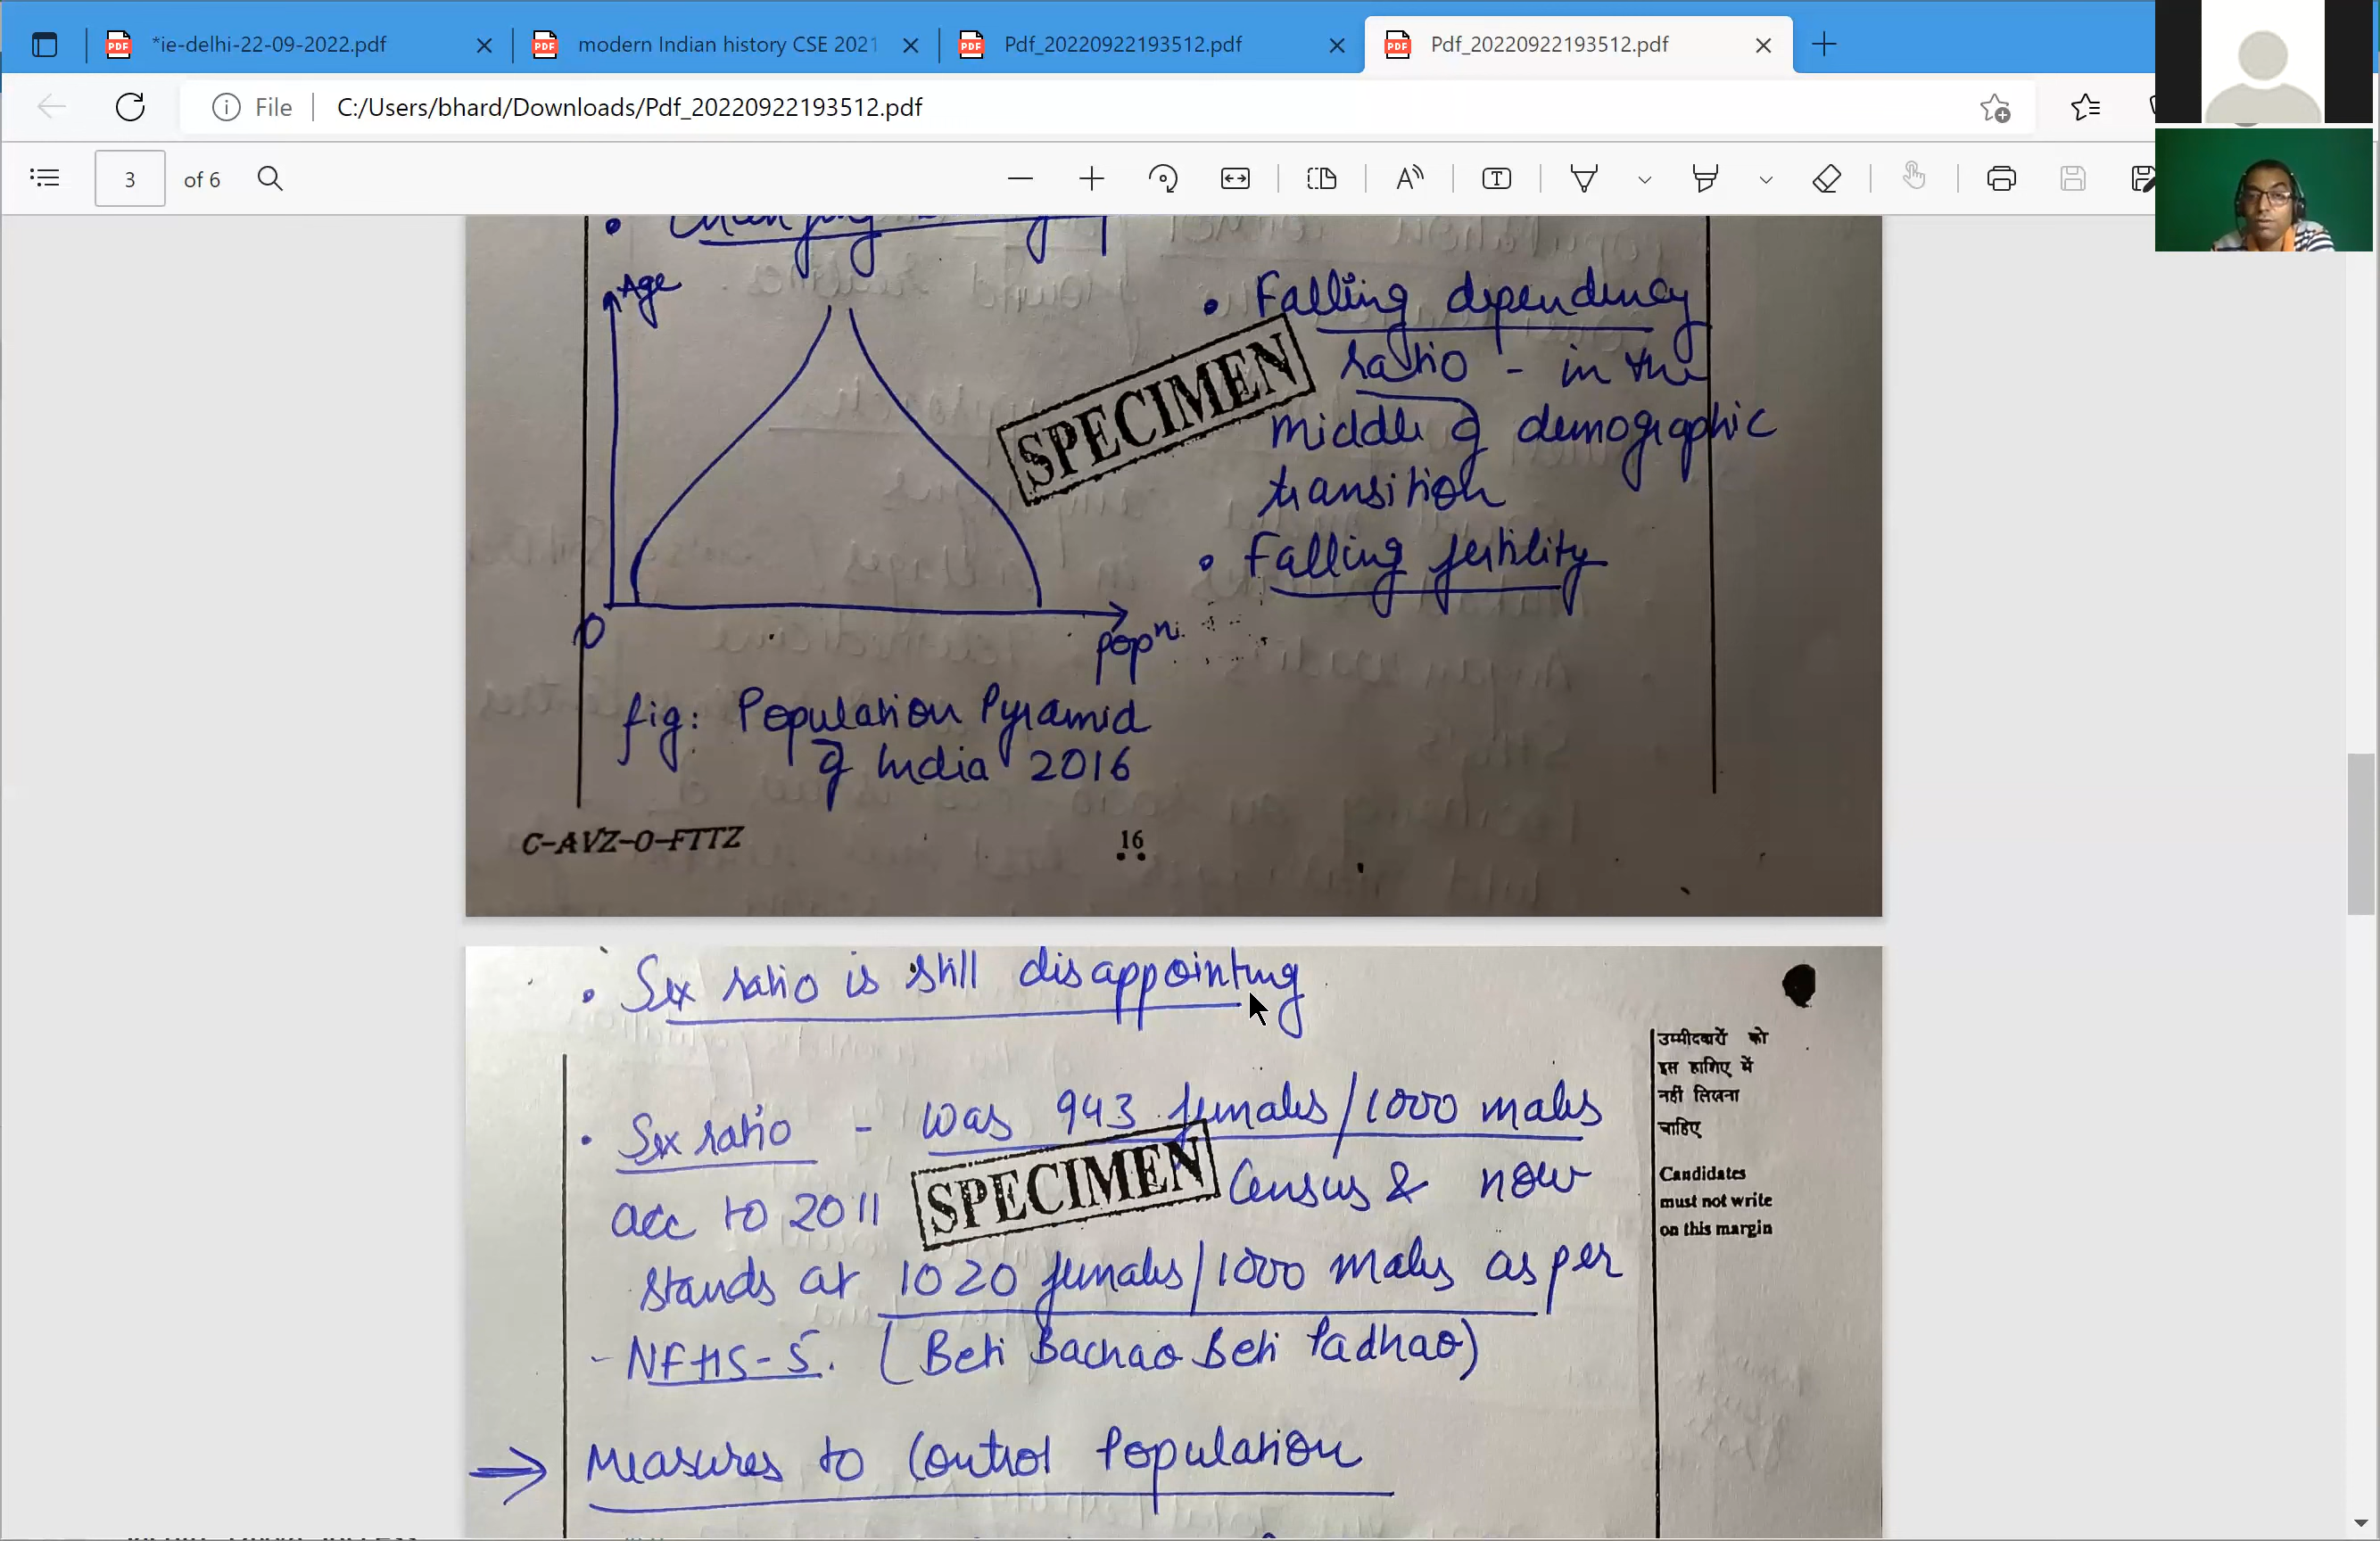 *ie-delhi-22-09-2022.pdf
modern Indian history CSE 2021
Pdf_20220922193512.pdf
Pdf_20220922193512.pdf
File
C:/Users/bhard/Downloads/Pdf_20220922193512.pdf
3 of 6
Age
• Falling dependency
ratio - in the
middle of demographic
transition
• Falling fertility
SPECIMEN
0
popn.
fig: Population Pyramid
of India 2016
C-AVZ-O-FTTZ
16
• Sex ratio is still disappointing
• Sex ratio - was 943 females/1000 males
acc to 2011 Census & now
SPECIMEN
stands at 1020 females/1000 males as per
- NFHS-5. (Beti Bachao Beti Padhao)
→ Measures to Control Population
उम्मीदवारों को
इस हाशिए में
नहीं लिखना
चाहिए
Candidates
must not write
on this margin